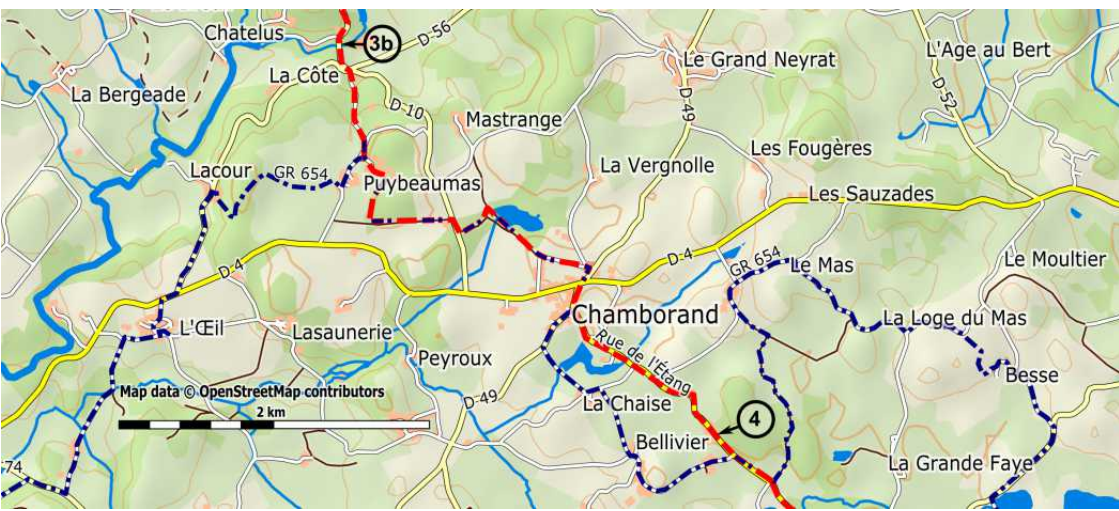 Chatelus
3b
D 56
L'Age au Bert
La Côte
Le Grand Neyrat
La Bergeade
D 10
D 49
D 52
Mastrange
Les Fougères
La Vergnolle
Lacour
GR 654
Puybeaumas
Les Sauzades
D 4
D 4
GR 654
Le Mas
Le Moultier
L'Œil
Lasaunerie
Chamborand
La Loge du Mas
Peyroux
Rue de l'Étang
Besse
Map data © OpenStreetMap contributors
2 km
D 49
La Chaise
4
Bellivier
La Grande Faye
74